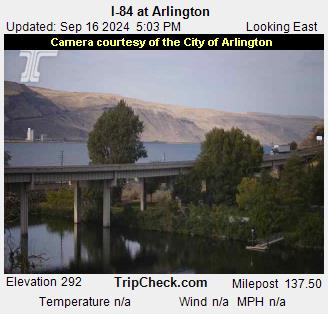 I-84 at Arlington
Updated: Sep 16 2024 5:03 PM Looking East
Camera courtesy of the City of Arlington
Elevation 292 TripCheck.com Milepost 137.50
Temperature n/a Wind n/a MPH n/a